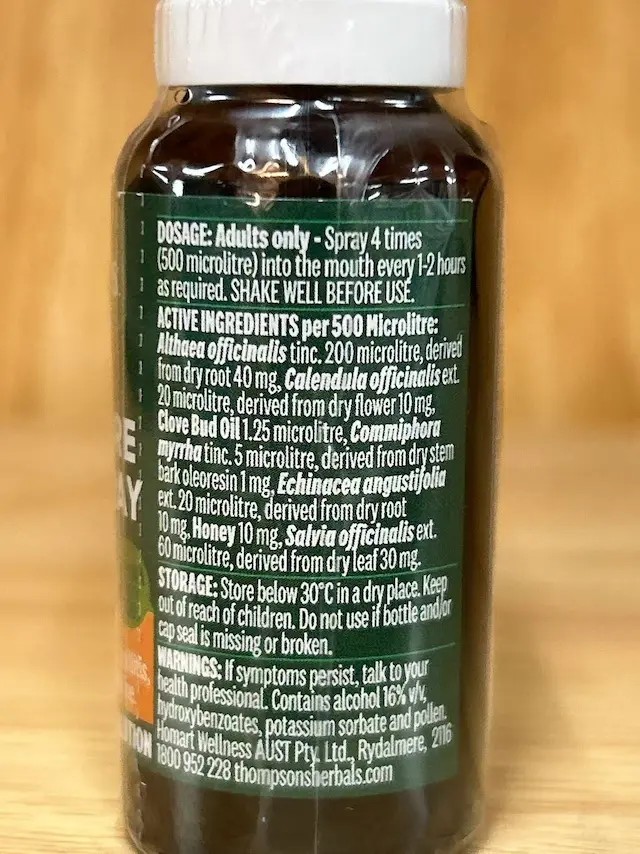 DOSAGE: Adults only - Spray 4 times
(500 microlitre) into the mouth every 1-2 hours
as required. SHAKE WELL BEFORE USE.
ACTIVE INGREDIENTS per 500 Microlitre:
Althaea officinalis tinc. 200 microlitre, derived
from dry root 40 mg, Calendula officinalis ext.
20 microlitre, derived from dry flower 10 mg,
Clove Bud Oil 1.25 microlitre, Commiphora
myrrha tinc. 5 microlitre, derived from dry stem
bark oleoresin 1 mg, Echinacea angustifolia
ext. 20 microlitre, derived from dry root
10 mg, Honey 10 mg, Salvia officinalis ext.
60 microlitre, derived from dry leaf 30 mg.
STORAGE: Store below 30°C in a dry place. Keep
out of reach of children. Do not use if bottle and/or
cap seal is missing or broken.
WARNINGS: If symptoms persist, talk to your
health professional. Contains alcohol 16% v/v,
hydroxybenzoates, potassium sorbate and pollen.
Homart Wellness AUST Pty. Ltd., Rydalmere, 2116
1800 952 228 thompsonsherbals.com
RE
AY